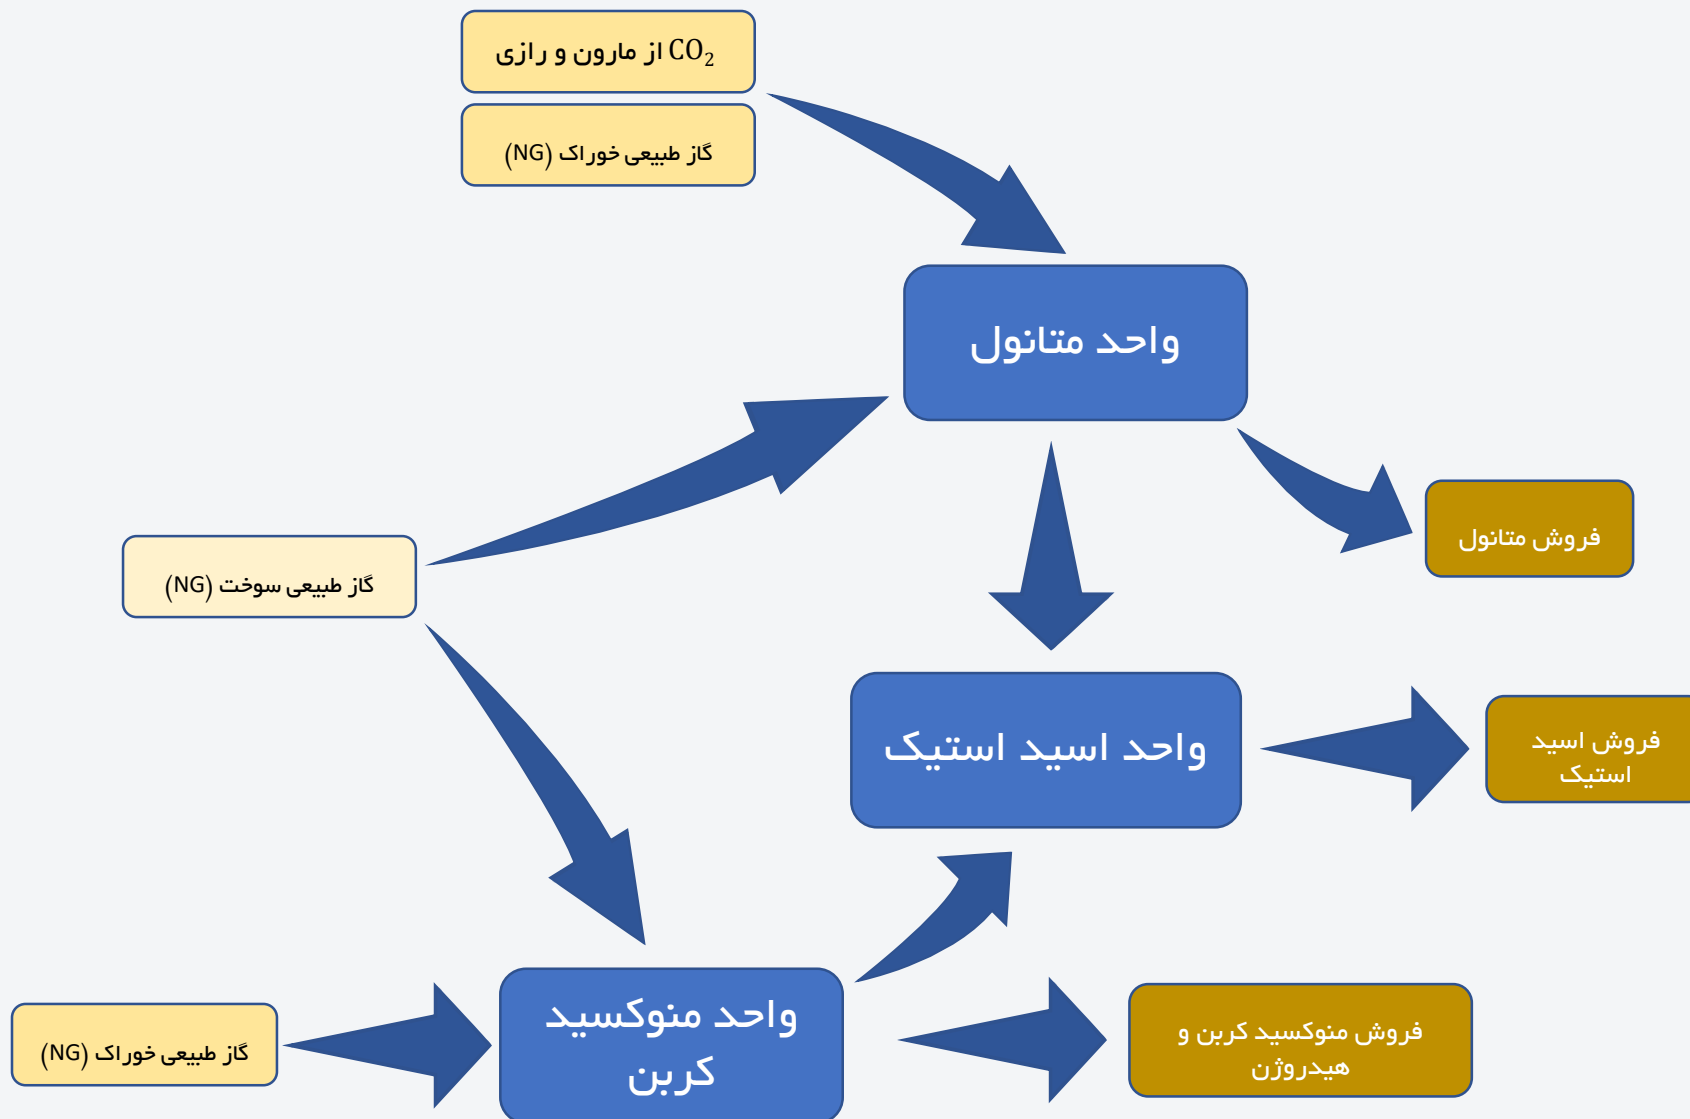 CO₂ از مارون و رازی
گاز طبیعی خوراک (NG)
واحد متانول
فروش متانول
گاز طبیعی سوخت (NG)
واحد اسید استیک
فروش اسید
استیک
واحد منوکسید
کربن
گاز طبیعی خوراک (NG)
فروش منوکسید کربن و
هیدروژن